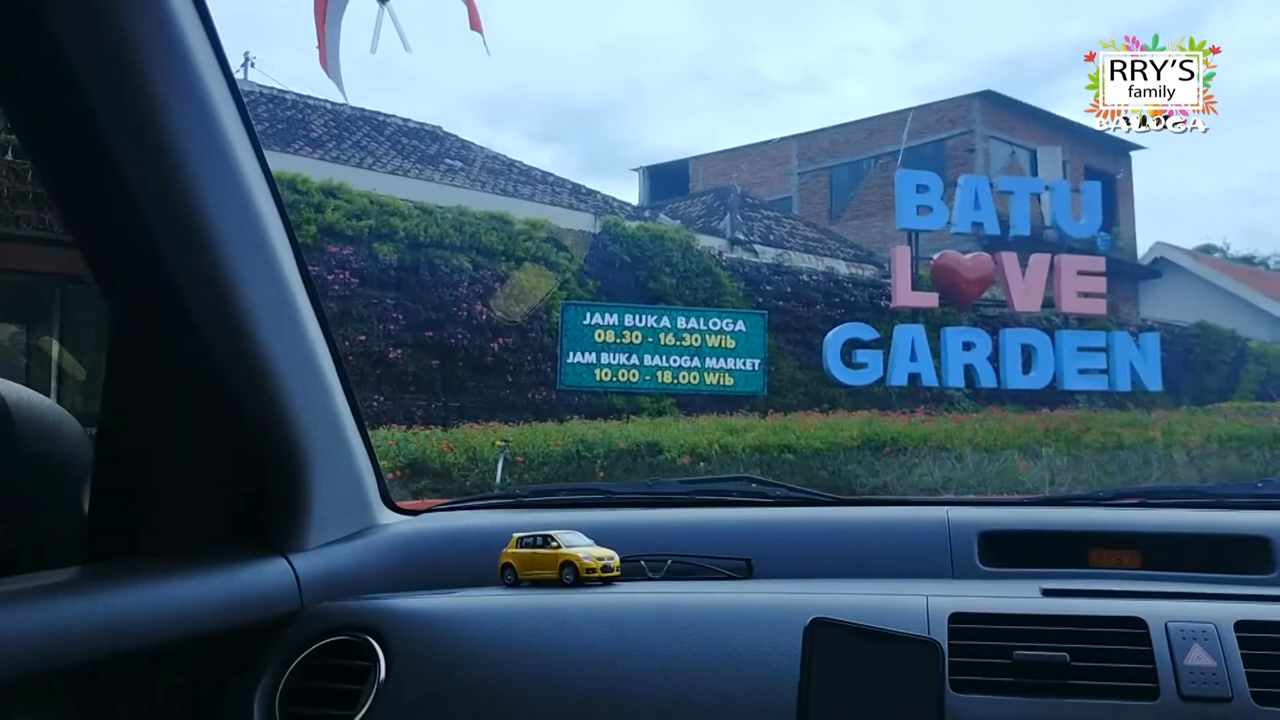 RRY'S
family
BALOGA
BATU
LOVE
GARDEN
JAM BUKA BALOGA
08.30 - 16.30 Wib
JAM BUKA BALOGA MARKET
10.00 - 18.00 Wib